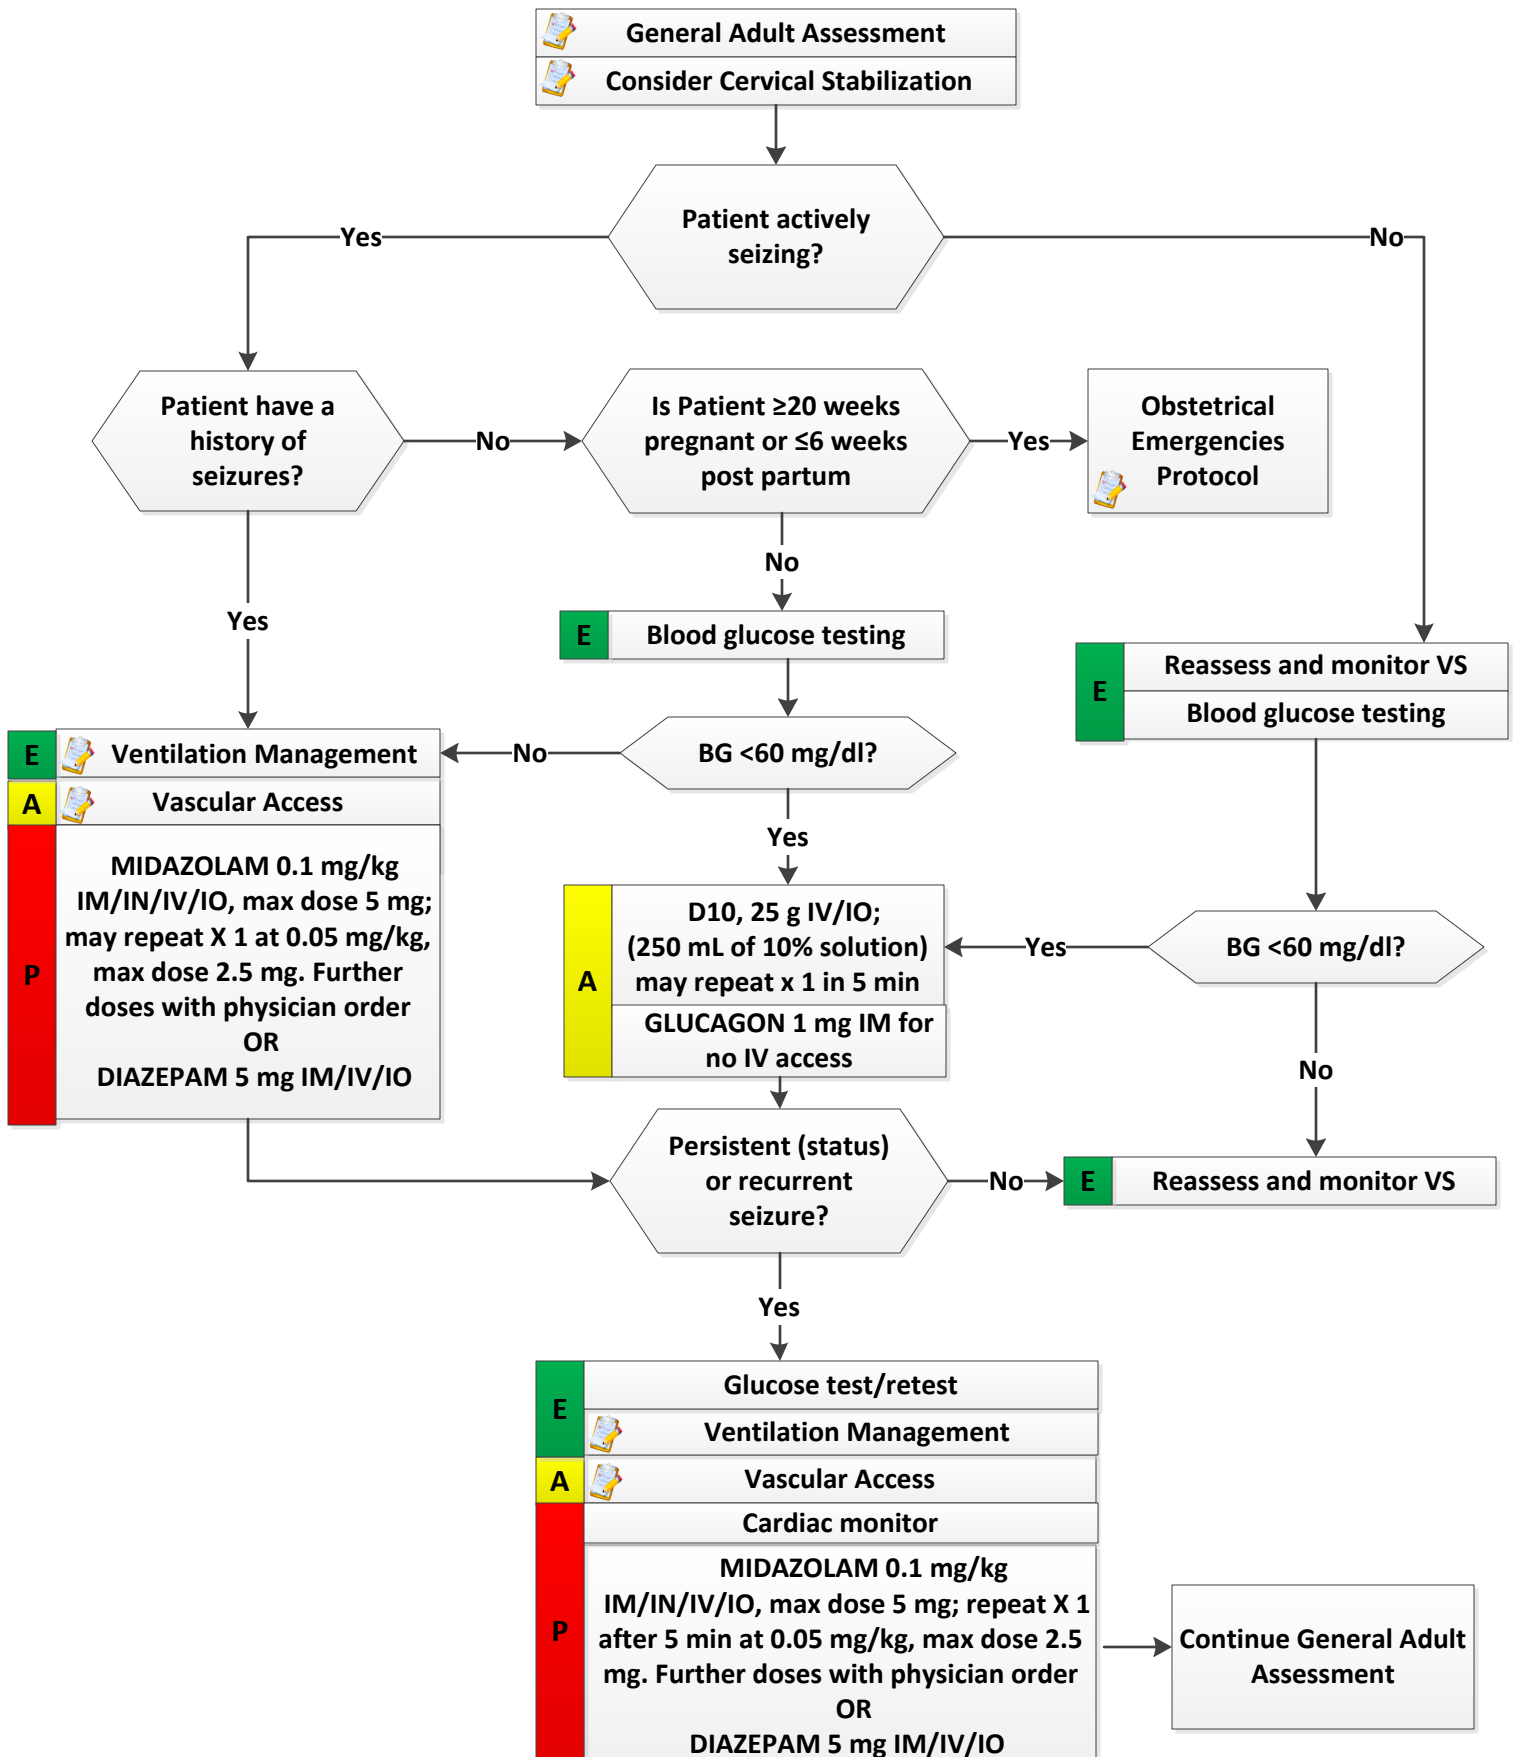 General Adult Assessment
Consider Cervical Stabilization
Patient actively
seizing?
Yes
No
Patient have a
history of
seizures?
No
Is Patient ≥20 weeks
pregnant or ≤6 weeks
post partum
Yes
Obstetrical
Emergencies
Protocol
No
Yes
E
Blood glucose testing
E
Reassess and monitor VS
Blood glucose testing
E
Ventilation Management
A
Vascular Access
P
MIDAZOLAM 0.1 mg/kg
IM/IN/IV/IO, max dose 5 mg;
may repeat X 1 at 0.05 mg/kg,
max dose 2.5 mg. Further
doses with physician order
OR
DIAZEPAM 5 mg IM/IV/IO
No
BG <60 mg/dl?
Yes
A
D10, 25 g IV/IO;
(250 mL of 10% solution)
may repeat x 1 in 5 min
GLUCAGON 1 mg IM for
no IV access
Yes
BG <60 mg/dl?
No
Persistent (status)
or recurrent
seizure?
No
E
Reassess and monitor VS
Yes
E
Glucose test/retest
Ventilation Management
A
Vascular Access
P
Cardiac monitor
MIDAZOLAM 0.1 mg/kg
IM/IN/IV/IO, max dose 5 mg; repeat X 1
after 5 min at 0.05 mg/kg, max dose 2.5
mg. Further doses with physician order
OR
DIAZEPAM 5 mg IM/IV/IO
Continue General Adult
Assessment